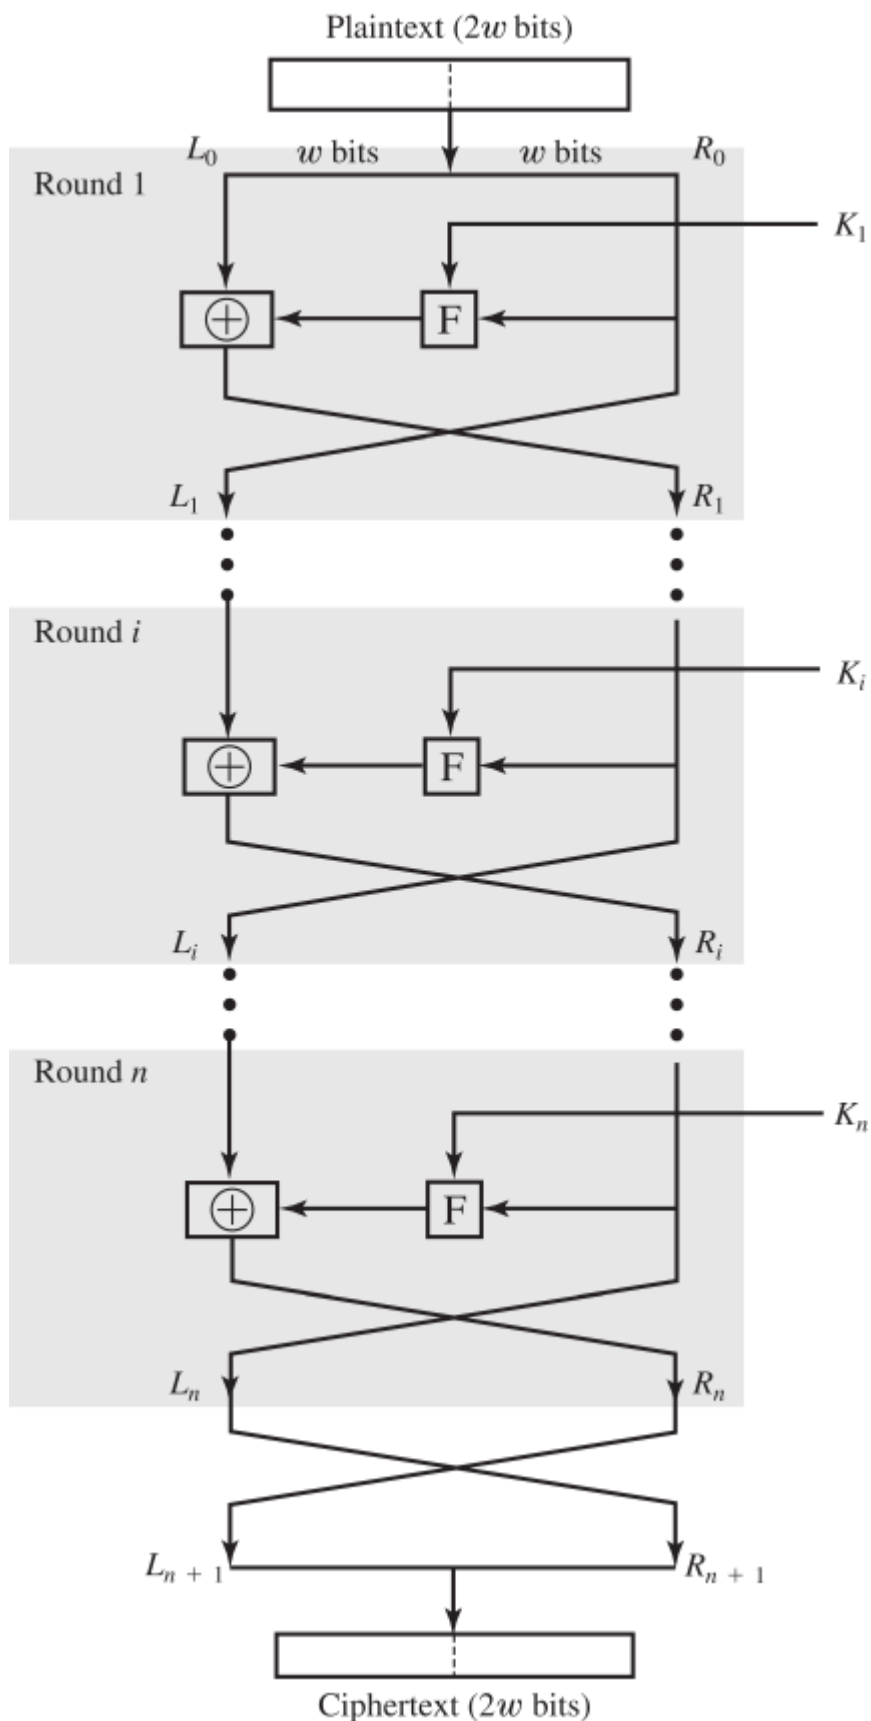 Plaintext (2w bits)
L₀ w bits w bits R₀
Round 1
K₁
⊕ F
L₁ R₁
Round i
Kᵢ
⊕ F
Lᵢ Rᵢ
Round n
Kₙ
⊕ F
Lₙ Rₙ
Lₙ ₊ ₁ Rₙ ₊ ₁
Ciphertext (2w bits)